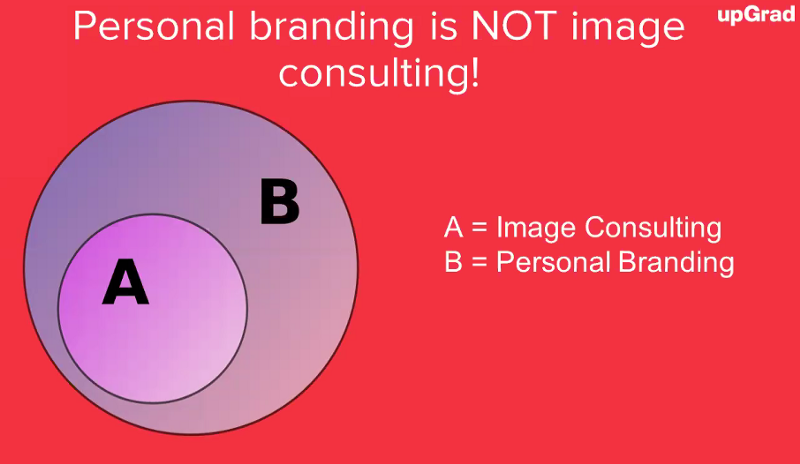 Personal branding is NOT image
consulting!
upGrad
B
A
A = Image Consulting
B = Personal Branding